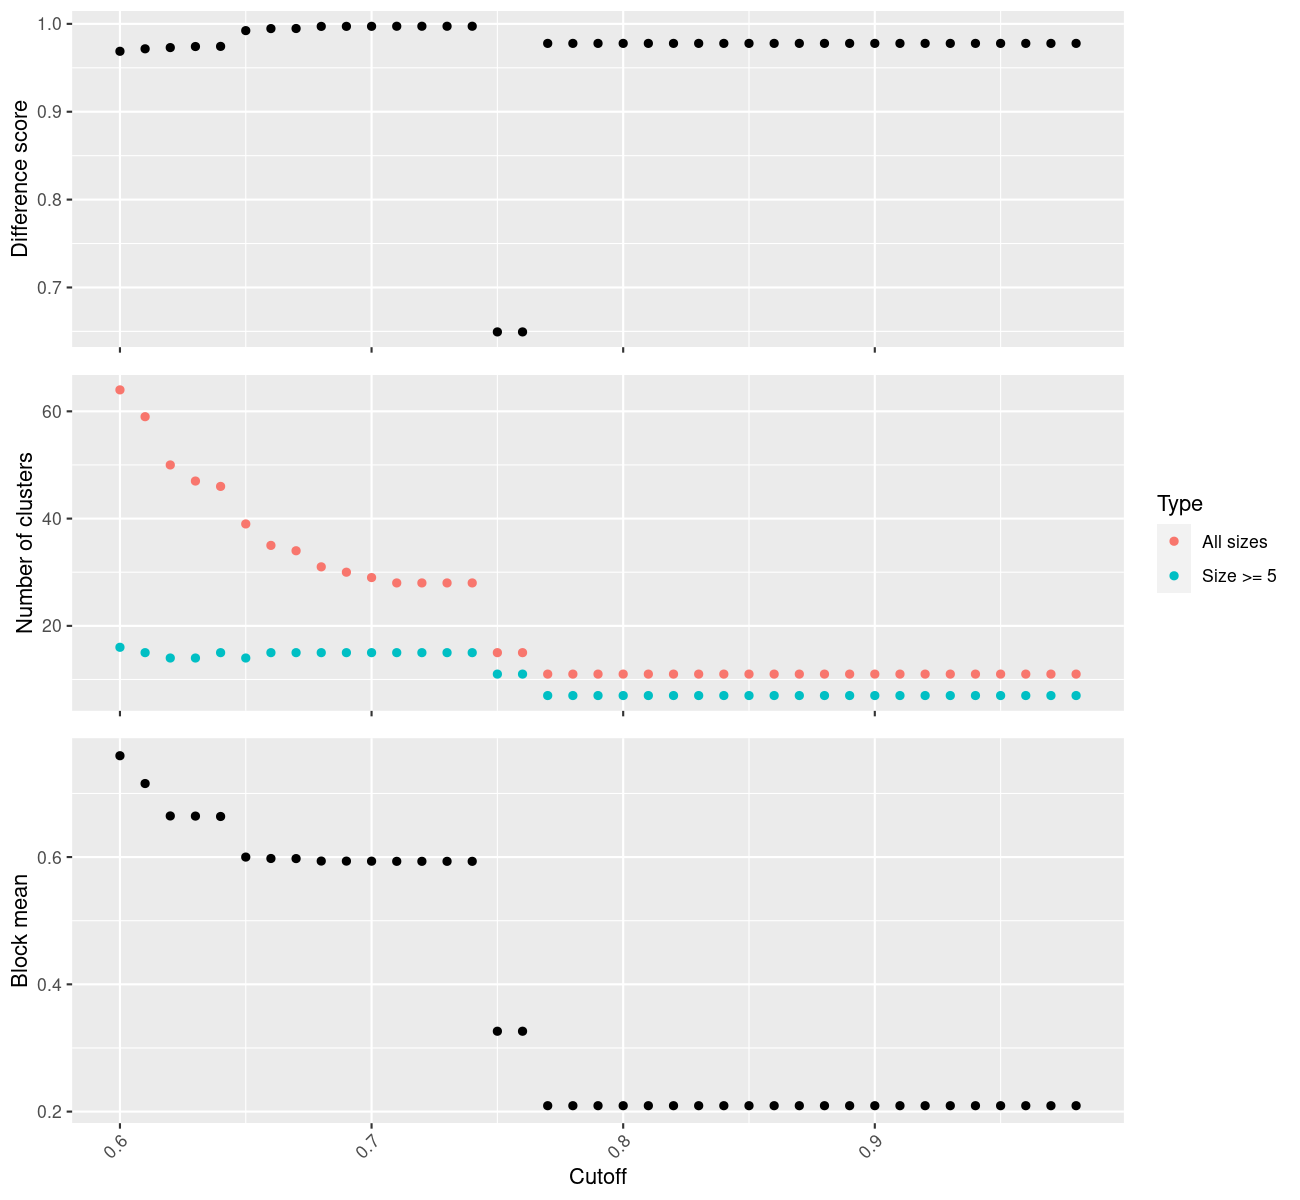 Difference score
1.0
0.9
0.8
0.7
Number of clusters
60
40
20
Type
All sizes
Size >= 5
Block mean
0.6
0.4
0.2
0.6
0.7
0.8
0.9
Cutoff